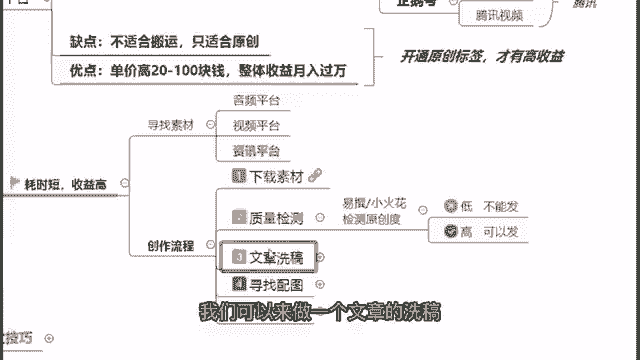 企鹅号
腾讯视频
腾讯
缺点：不适合搬运，只适合原创
优点：单价高20-100块钱，整体收益月入过万
开通原创标签，才有高收益
耗时短，收益高
寻找素材
音频平台
视频平台
资讯平台
创作流程
1 下载素材
2 质量检测
易撰/小火花
检测原创度
低 不能发
高 可以发
3 文章洗稿
4 寻找配图
我们可以来做一个文章的洗稿
技巧